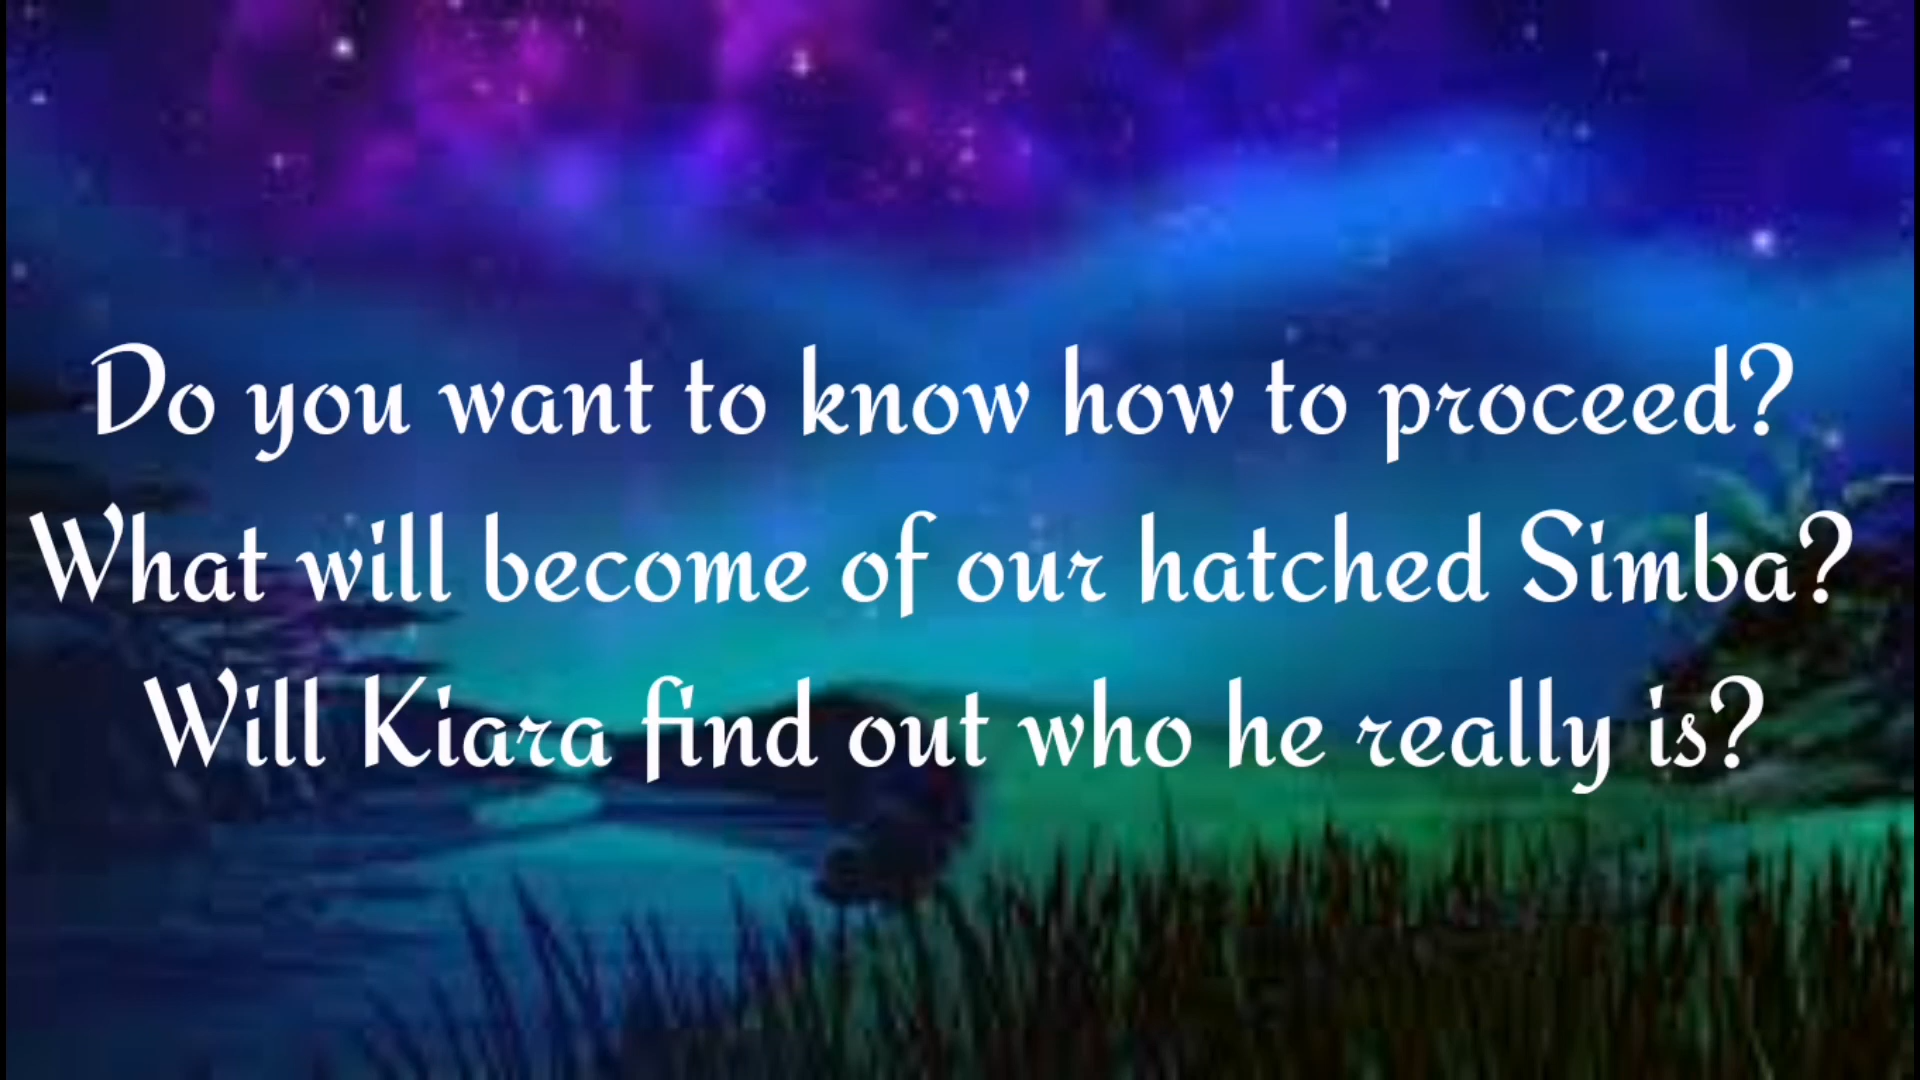 Do you want to know how to proceed?
What will become of our hatched Simba?
Will Kiara find out who he really is?